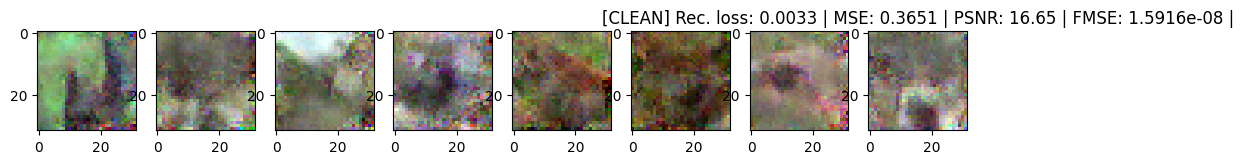 [CLEAN] Rec. loss: 0.0033 | MSE: 0.3651 | PSNR: 16.65 | FMSE: 1.5916e-08 |
0 0 0 0 0 0 0 0
20 20 20 20 20 20 20 20
0 20 0 20 0 20 0 20 0 20 0 20 0 20 0 20